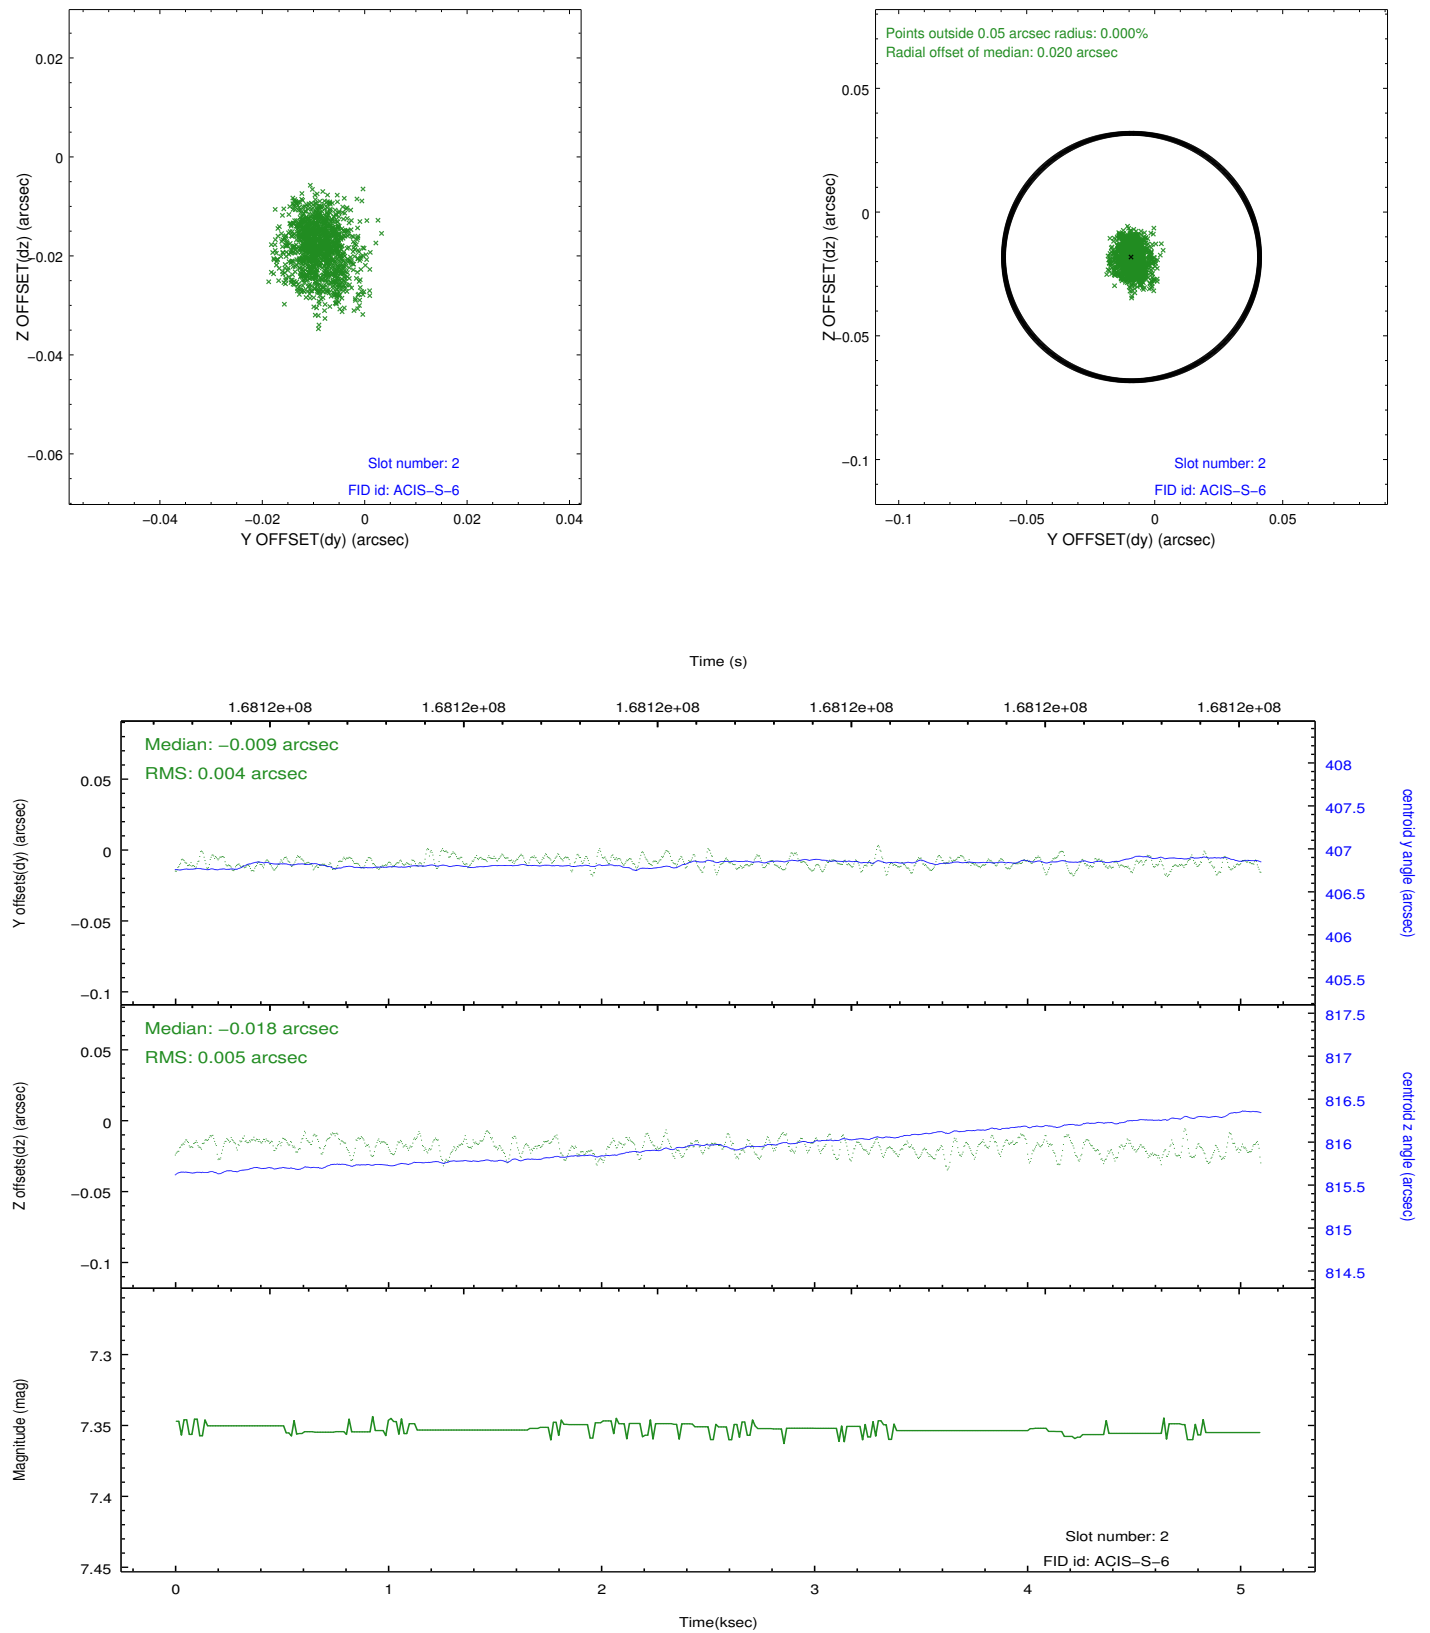 0.02
0
−0.02
−0.04
−0.06
Z OFFSET(dz) (arcsec)
Slot number: 2
FID id: ACIS−S−6
−0.04
−0.02
0
0.02
0.04
Y OFFSET(dy) (arcsec)
Points outside 0.05 arcsec radius: 0.000%
Radial offset of median: 0.020 arcsec
0.05
0
−0.05
−0.1
Z OFFSET(dz) (arcsec)
Slot number: 2
FID id: ACIS−S−6
−0.1
−0.05
0
0.05
Y OFFSET(dy) (arcsec)
Time (s)
1.6812e+08
1.6812e+08
1.6812e+08
1.6812e+08
1.6812e+08
1.6812e+08
Median: −0.009 arcsec
RMS: 0.004 arcsec
0.05
0
−0.05
−0.1
Y offsets(dy) (arcsec)
408
407.5
407
406.5
406
405.5
centroid y angle (arcsec)
Median: −0.018 arcsec
RMS: 0.005 arcsec
0.05
0
−0.05
−0.1
Z offsets(dz) (arcsec)
817.5
817
816.5
816
815.5
815
814.5
centroid z angle (arcsec)
7.3
7.35
7.4
7.45
Magnitude (mag)
Slot number: 2
FID id: ACIS−S−6
0
1
2
3
4
5
Time(ksec)